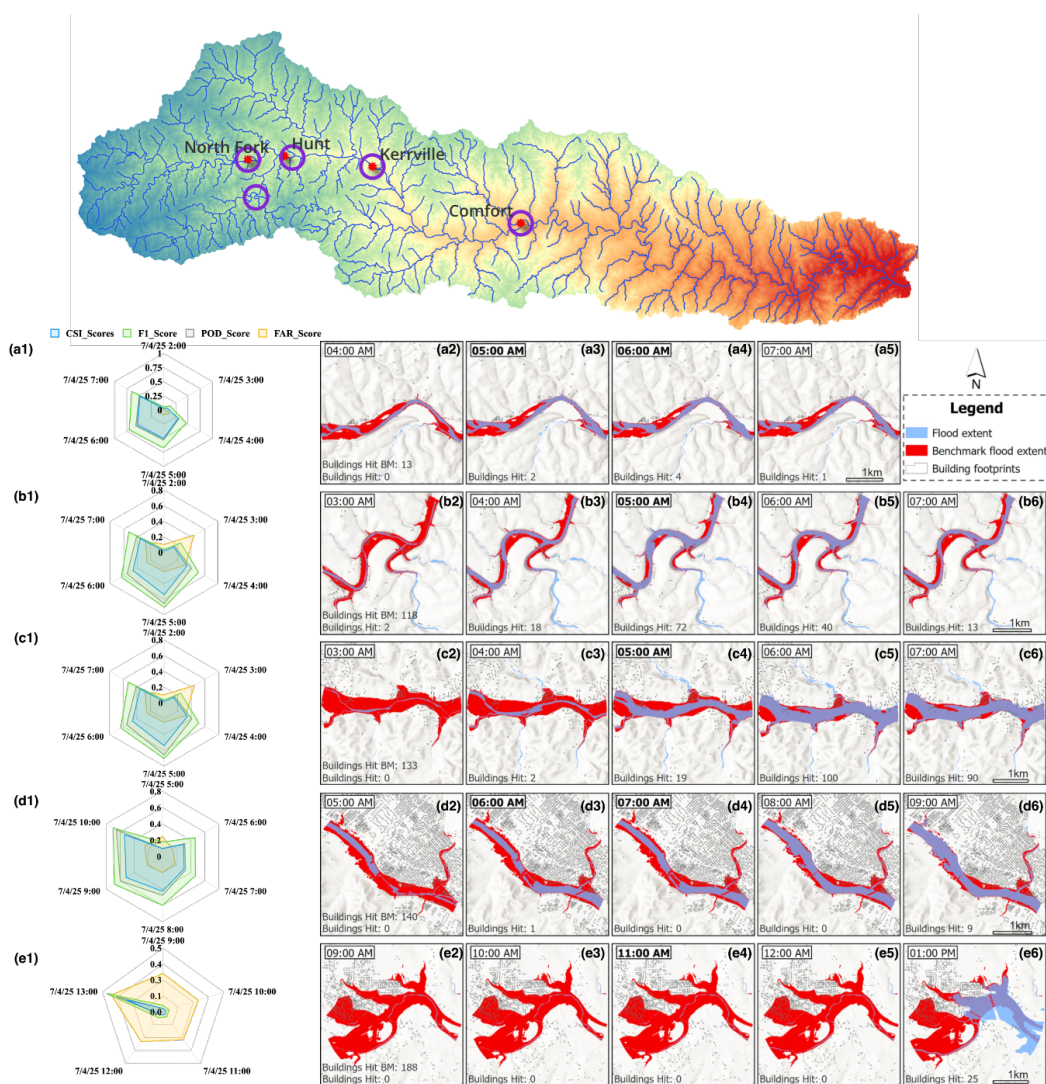 North Fork
Hunt
Kerrville
Comfort
CSI_Scores F1_Score POD_Score FAR_Score
(a1)
7/4/25 2:00
1
0.75
0.5
0.25
0
7/4/25 7:00
7/4/25 3:00
7/4/25 6:00
7/4/25 4:00
7/4/25 5:00
04:00 AM (a2)
Buildings Hit BM: 13
Buildings Hit: 0
05:00 AM (a3)
Buildings Hit: 2
06:00 AM (a4)
Buildings Hit: 4
07:00 AM (a5)
Buildings Hit: 1
1km
N
Legend
Flood extent
Benchmark flood extent
Building footprints
(b1)
7/4/25 2:00
0.8
0.6
0.4
0.2
0
7/4/25 7:00
7/4/25 3:00
7/4/25 6:00
7/4/25 4:00
7/4/25 5:00
03:00 AM (b2)
Buildings Hit BM: 118
Buildings Hit: 2
04:00 AM (b3)
Buildings Hit: 18
05:00 AM (b4)
Buildings Hit: 72
06:00 AM (b5)
Buildings Hit: 40
07:00 AM (b6)
Buildings Hit: 13
1km
(c1)
7/4/25 2:00
0.8
0.6
0.4
0.2
0
7/4/25 7:00
7/4/25 3:00
7/4/25 6:00
7/4/25 4:00
7/4/25 5:00
03:00 AM (c2)
Buildings Hit BM: 133
Buildings Hit: 0
04:00 AM (c3)
Buildings Hit: 2
05:00 AM (c4)
Buildings Hit: 19
06:00 AM (c5)
Buildings Hit: 100
07:00 AM (c6)
Buildings Hit: 90
1km
(d1)
7/4/25 5:00
0.8
0.6
0.4
0.2
0
7/4/25 10:00
7/4/25 6:00
7/4/25 9:00
7/4/25 7:00
7/4/25 8:00
05:00 AM (d2)
Buildings Hit BM: 140
Buildings Hit: 0
06:00 AM (d3)
Buildings Hit: 1
07:00 AM (d4)
Buildings Hit: 0
08:00 AM (d5)
Buildings Hit: 0
09:00 AM (d6)
Buildings Hit: 9
1km
(e1)
7/4/25 9:00
0.5
0.4
0.3
0.1
0.0
7/4/25 13:00
7/4/25 10:00
7/4/25 12:00
7/4/25 11:00
09:00 AM (e2)
Buildings Hit BM: 188
Buildings Hit: 0
10:00 AM (e3)
Buildings Hit: 0
11:00 AM (e4)
Buildings Hit: 0
12:00 AM (e5)
Buildings Hit: 0
01:00 PM (e6)
Buildings Hit: 25
1km